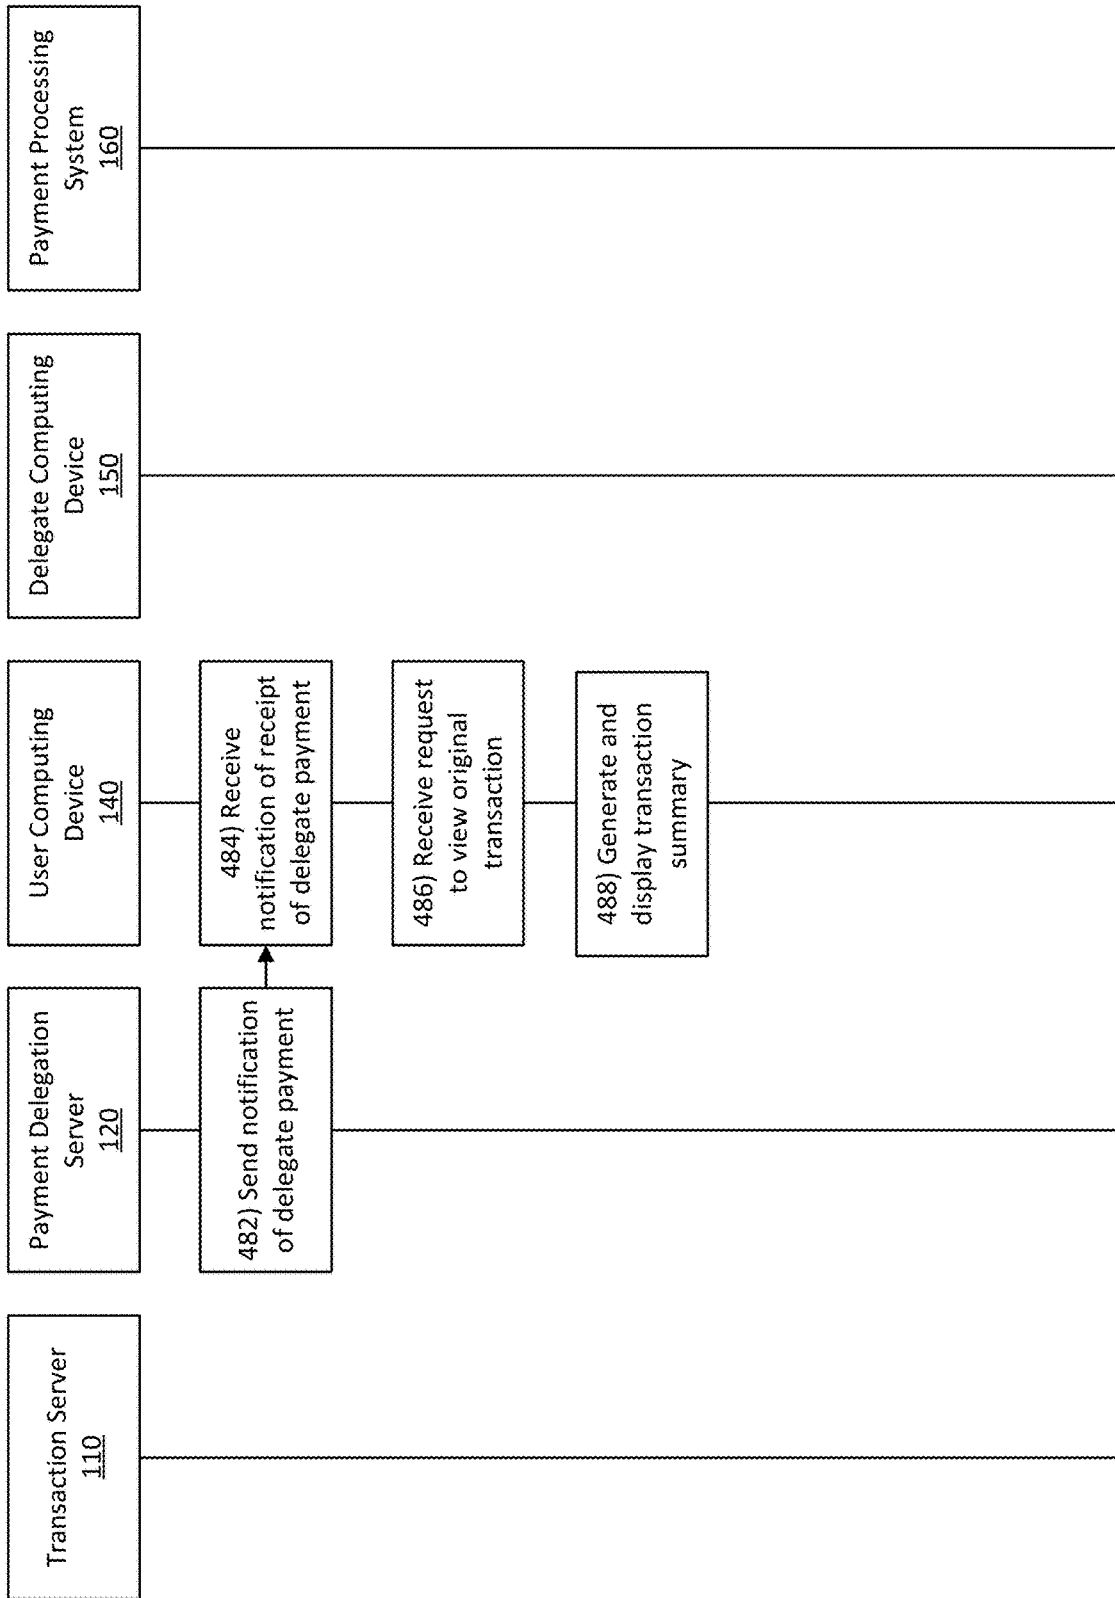 Transaction Server
110
Payment Delegation
Server
120
User Computing
Device
140
Delegate Computing
Device
150
Payment Processing
System
160
482) Send notification
of delegate payment
484) Receive
notification of receipt
of delegate payment
486) Receive request
to view original
transaction
488) Generate and
display transaction
summary